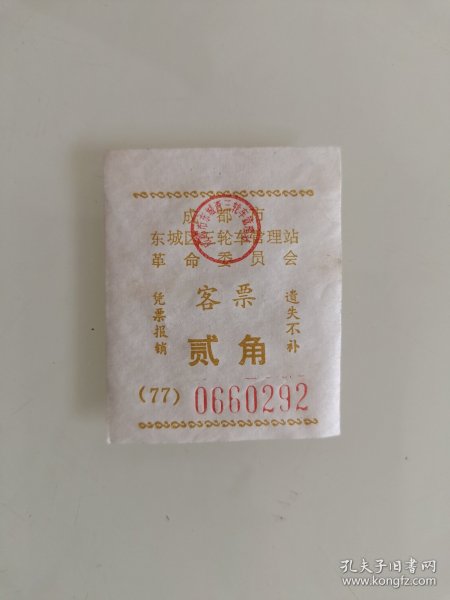 成都市
东城区三轮车管理站
革命委员会
客票
凭票报销
遗失不补
贰角
(77) 0660292
孔夫子旧书网
www.kongfz.com